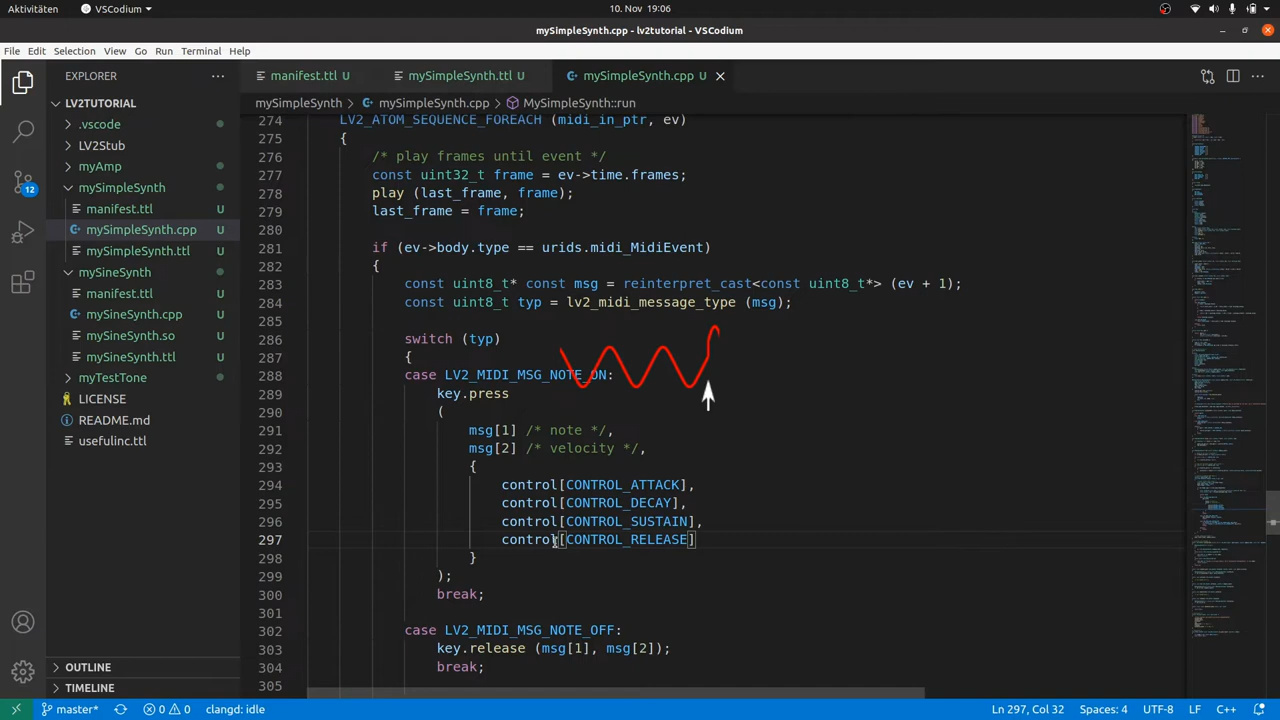 Aktivitäten VSCodium 10. Nov 19:06
mySimpleSynth.cpp - lv2tutorial - VSCodium
File Edit Selection View Go Run Terminal Help
EXPLORER
LV2TUTORIAL
.vscode
LV2Stub
myAmp
mySimpleSynth
manifest.ttl U
mySimpleSynth.cpp U
mySimpleSynth.ttl U
mySineSynth
manifest.ttl U
mySineSynth.cpp U
mySineSynth.so U
mySineSynth.ttl U
myTestTone
LICENSE
README.md
usefulinc.ttl
OUTLINE
TIMELINE
12
manifest.ttl U mySimpleSynth.ttl U mySimpleSynth.cpp U
mySimpleSynth > mySimpleSynth.cpp > MySimpleSynth::run
274 LV2_ATOM_SEQUENCE_FOREACH (midi_in_ptr, ev)
275 {
276 /* play frames until event */
277 const uint32_t frame = ev->time.frames;
278 play (last_frame, frame);
279 last_frame = frame;
280
281 if (ev->body.type == urids.midi_MidiEvent)
282 {
283 const uint8_t* const msg = reinterpret_cast<const uint8_t*> (ev + 1);
284 const uint8_t typ = lv2_midi_message_type (msg);
285
286 switch (typ)
287 {
288 case LV2_MIDI_MSG_NOTE_ON:
289 key.press
290 (
291 msg[1] /* note */,
292 msg[2] /* velocity */,
293 {
294 control[CONTROL_ATTACK],
295 control[CONTROL_DECAY],
296 control[CONTROL_SUSTAIN],
297 control[CONTROL_RELEASE]
298 }
299 );
300 break;
301
302 case LV2_MIDI_MSG_NOTE_OFF:
303 key.release (msg[1], msg[2]);
304 break;
305
master* 0 0 clangd: idle Ln 297, Col 32 Spaces: 4 UTF-8 LF C++